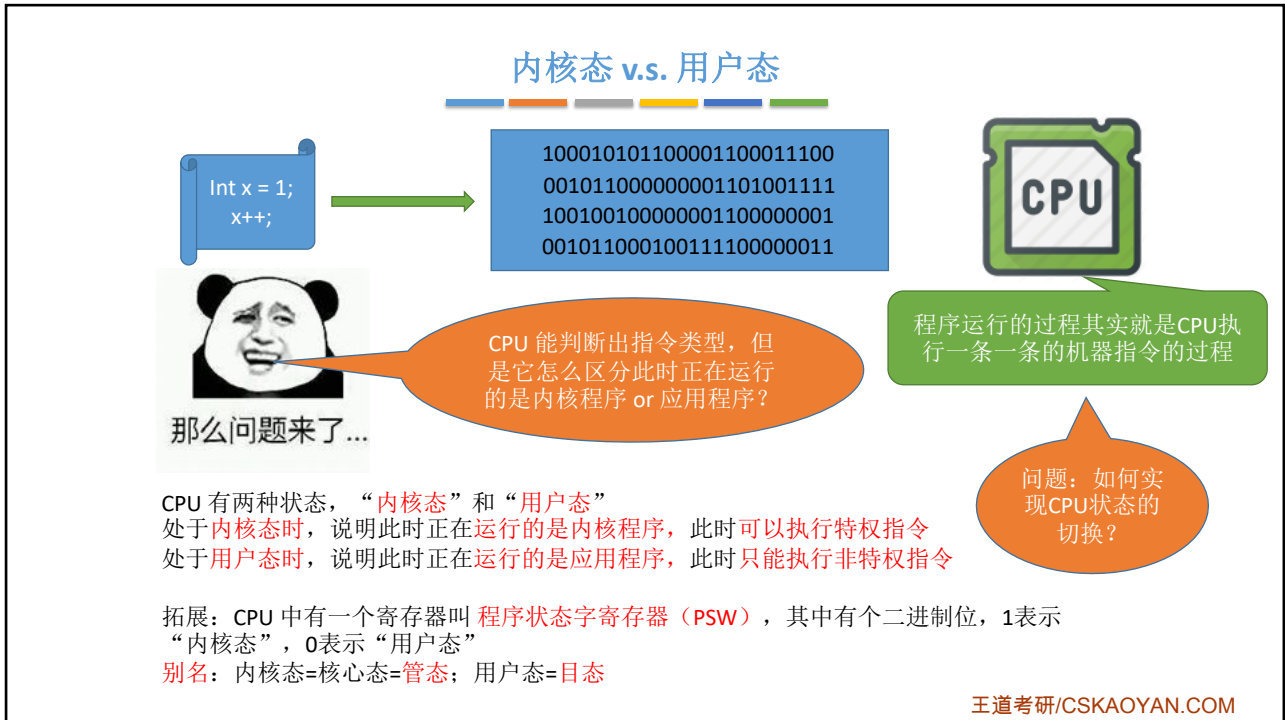 内核态 v.s. 用户态
Int x = 1;
x++;
100010101100001100011100
001011000000001101001111
100100100000001100000001
001011000100111100000011
CPU
程序运行的过程其实就是CPU执
行一条一条的机器指令的过程
CPU 能判断出指令类型，但
是它怎么区分此时正在运行
的是内核程序 or 应用程序？
那么问题来了...
问题：如何实
现CPU状态的
切换？
CPU 有两种状态，“内核态”和“用户态”
处于内核态时，说明此时正在运行的是内核程序，此时可以执行特权指令
处于用户态时，说明此时正在运行的是应用程序，此时只能执行非特权指令
拓展：CPU 中有一个寄存器叫 程序状态字寄存器（PSW），其中有个二进制位，1表示
“内核态”，0表示“用户态”
别名：内核态=核心态=管态；用户态=目态
王道考研/CSKAOYAN.COM